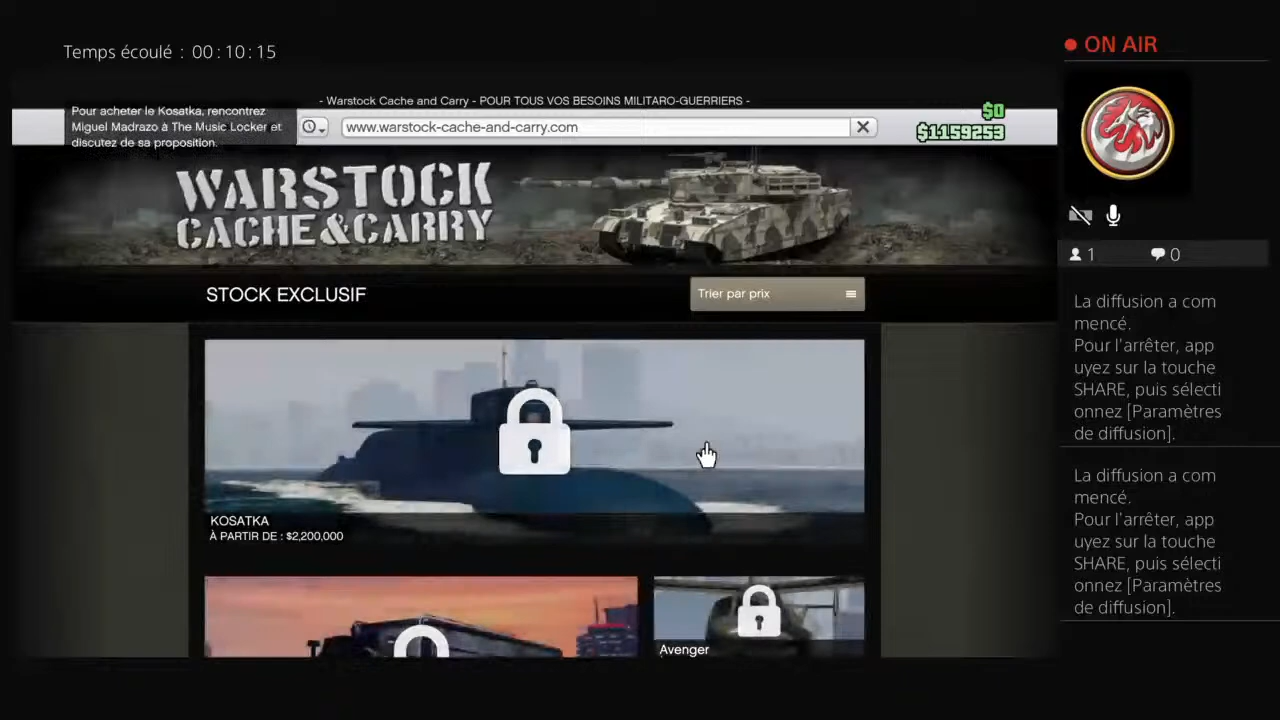 Temps écoulé : 00:10:15
ON AIR
- Warstock Cache and Carry - POUR TOUS VOS BESOINS MILITARO-GUERRIERS -
Pour acheter le Kosatka, rencontrez
Miguel Madrazo à The Music Locker et
discutez de sa proposition.
www.warstock-cache-and-carry.com
$0
$1159253
WARSTOCK
CACHE&CARRY
STOCK EXCLUSIF
Trier par prix
KOSATKA
À PARTIR DE : $2,200,000
Avenger
1
0
La diffusion a com
mencé.
Pour l'arrêter, app
uyez sur la touche
SHARE, puis sélecti
onnez [Paramètres
de diffusion].
La diffusion a com
mencé.
Pour l'arrêter, app
uyez sur la touche
SHARE, puis sélecti
onnez [Paramètres
de diffusion].